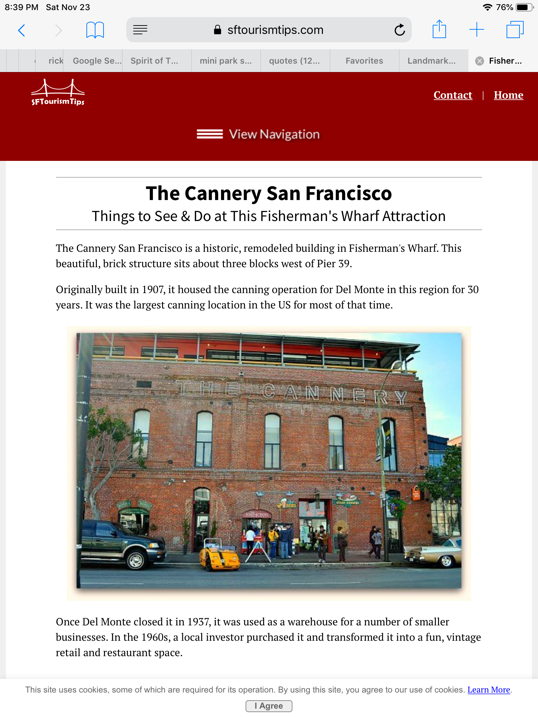 8:39 PM Sat Nov 23
76%
sftourismtips.com
rick
Google Se...
Spirit of T...
mini park s...
quotes (12...
Favorites
Landmark...
Fisher...
SFTourismTips
Contact | Home
View Navigation
The Cannery San Francisco
Things to See & Do at This Fisherman's Wharf Attraction
The Cannery San Francisco is a historic, remodeled building in Fisherman's Wharf. This
beautiful, brick structure sits about three blocks west of Pier 39.
Originally built in 1907, it housed the canning operation for Del Monte in this region for 30
years. It was the largest canning location in the US for most of that time.
THE CANNERY
Once Del Monte closed it in 1937, it was used as a warehouse for a number of smaller
businesses. In the 1960s, a local investor purchased it and transformed it into a fun, vintage
retail and restaurant space.
This site uses cookies, some of which are required for its operation. By using this site, you agree to our use of cookies. Learn More.
I Agree